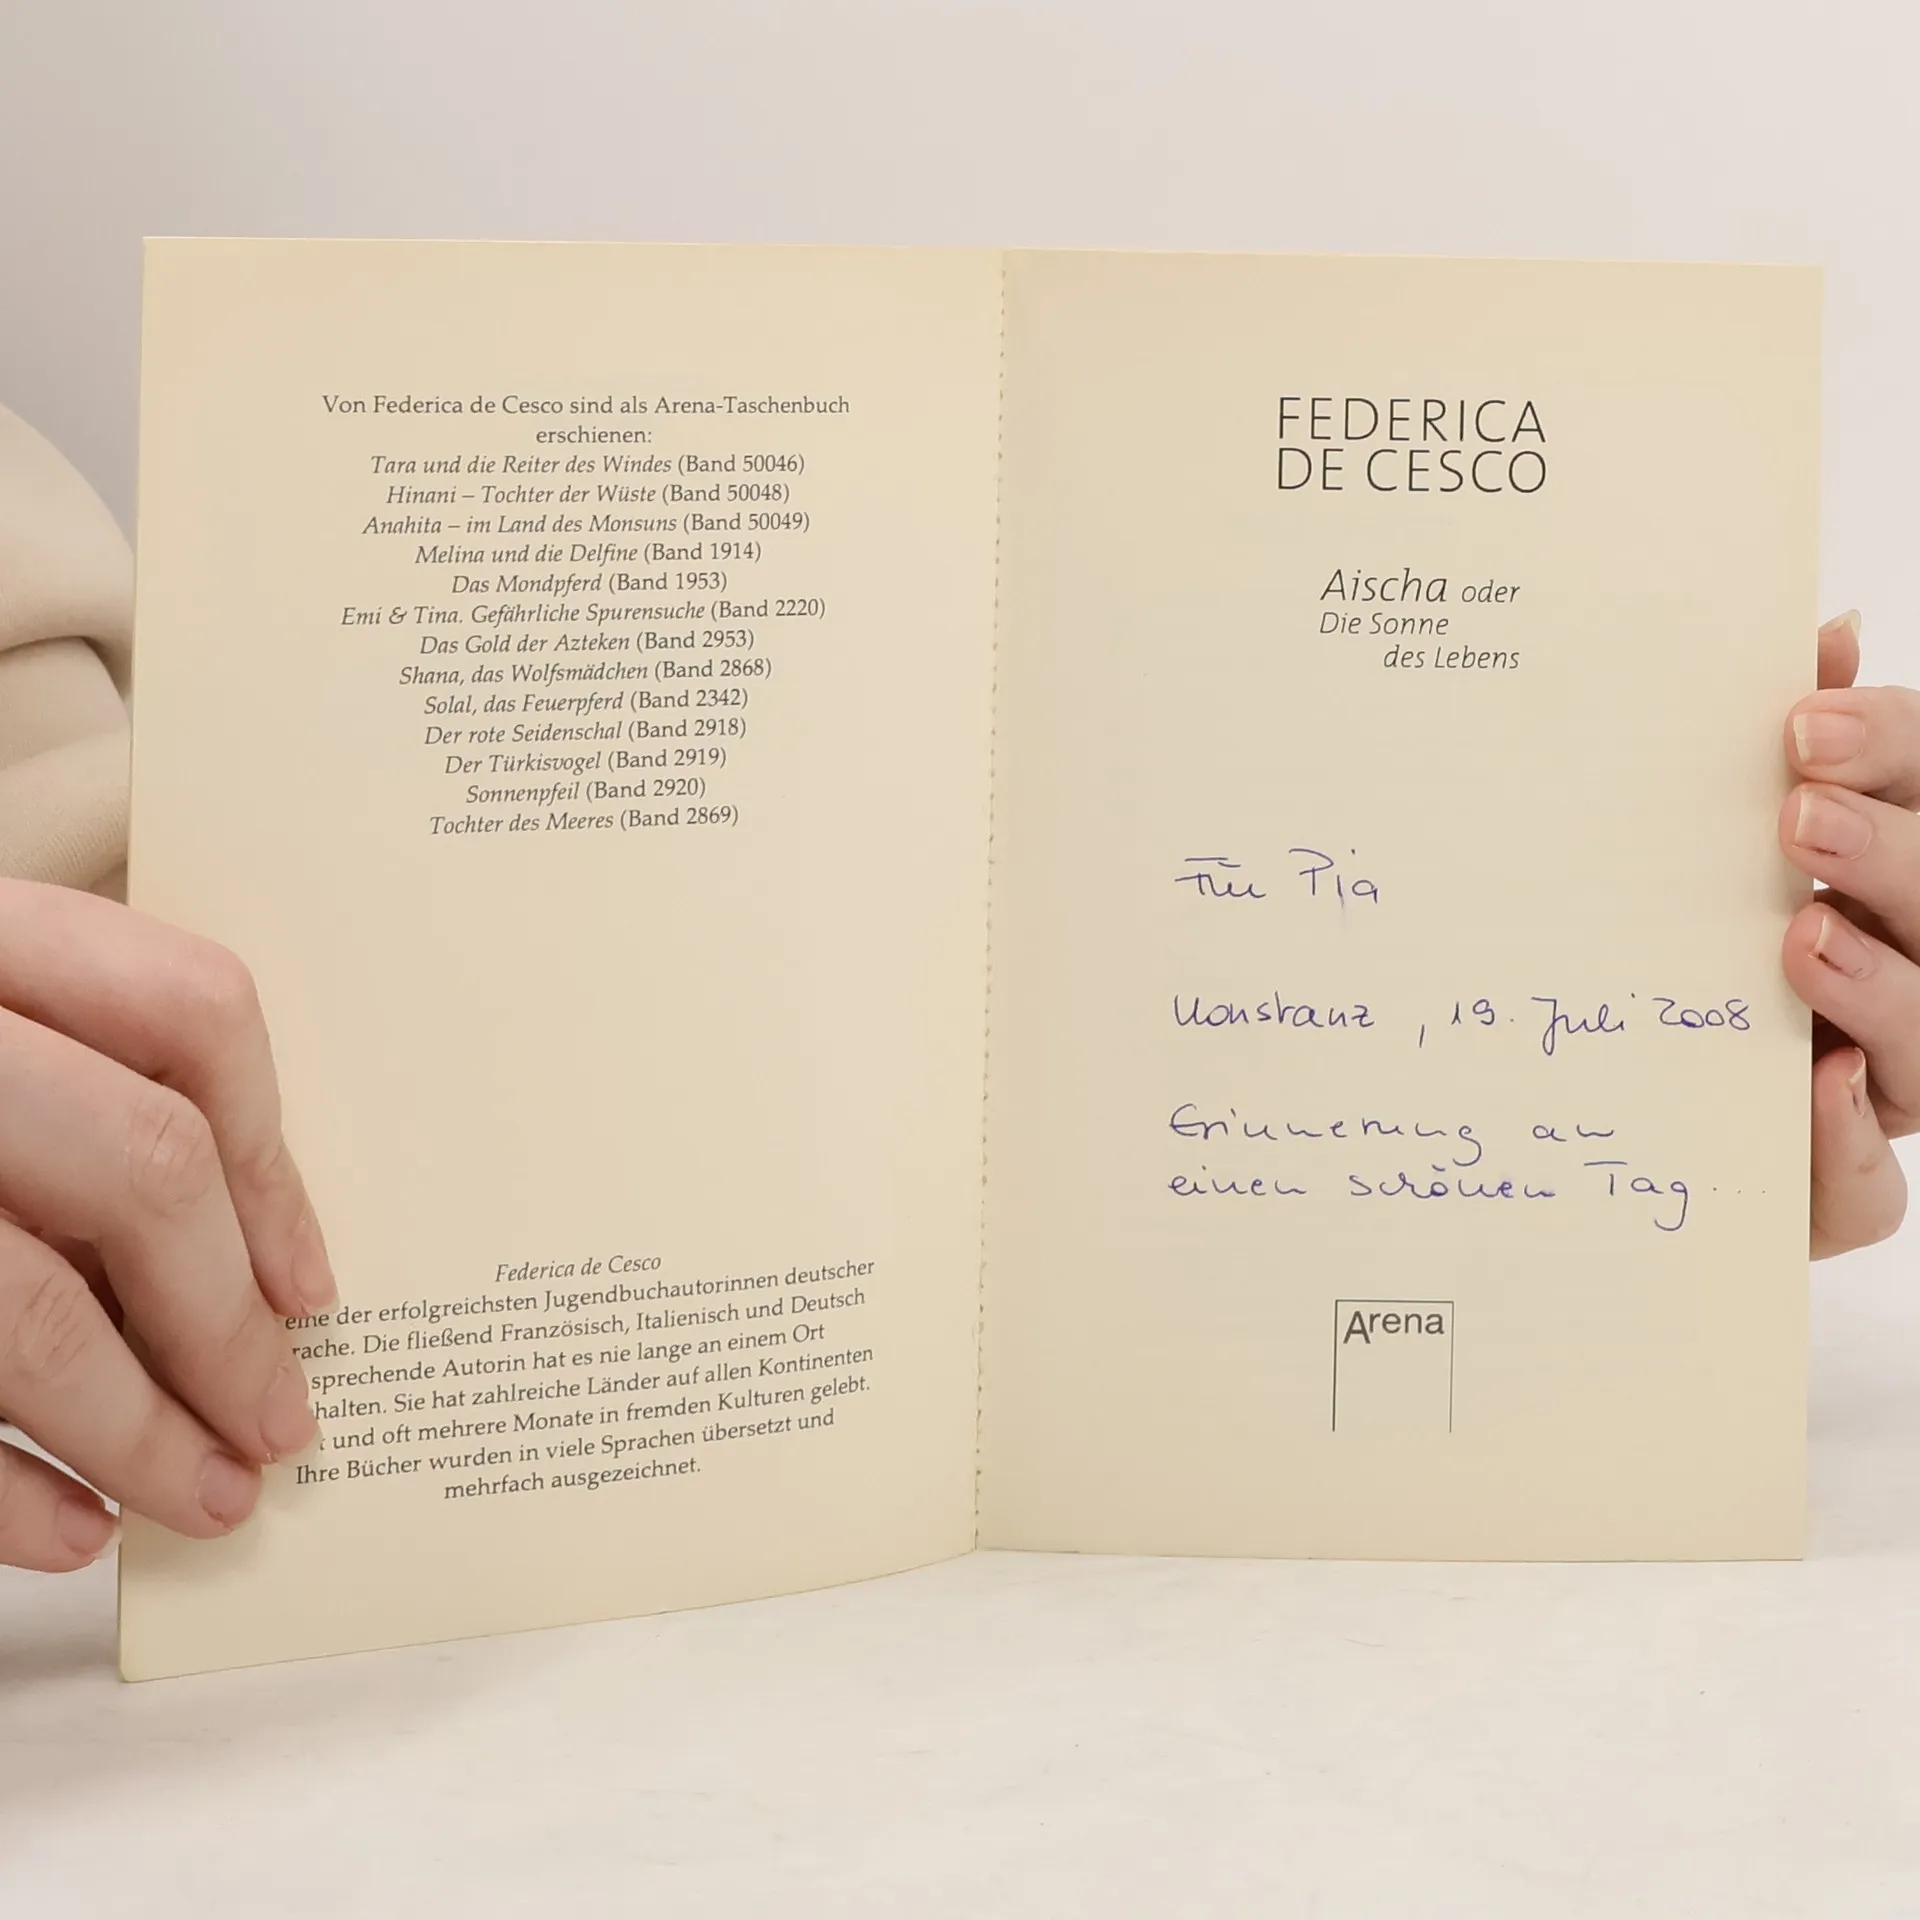 Von Federica de Cesco sind als Arena-Taschenbuch
erschienen:
Tara und die Reiter des Windes (Band 50046)
Hinani – Tochter der Wüste (Band 50048)
Anahita – im Land des Monsuns (Band 50049)
Melina und die Delfine (Band 1914)
Das Mondpferd (Band 1953)
Emi & Tina. Gefährliche Spurensuche (Band 2220)
Das Gold der Azteken (Band 2953)
Shana, das Wolfsmädchen (Band 2868)
Solal, das Feuerpferd (Band 2342)
Der rote Seidenschal (Band 2918)
Der Türkisvogel (Band 2919)
Sonnenpfeil (Band 2920)
Tochter des Meeres (Band 2869)
Federica de Cesco
eine der erfolgreichsten Jugendbuchautorinnen deutscher
rache. Die fließend Französisch, Italienisch und Deutsch
sprechende Autorin hat es nie lange an einem Ort
halten. Sie hat zahlreiche Länder auf allen Kontinenten
t und oft mehrere Monate in fremden Kulturen gelebt.
Ihre Bücher wurden in viele Sprachen übersetzt und
mehrfach ausgezeichnet.
FEDERICA
DE CESCO
Aischa oder
Die Sonne
des Lebens
Für Pia
Konstanz, 19. Juli 2008
Erinnerung an
einen schönen Tag...
Arena